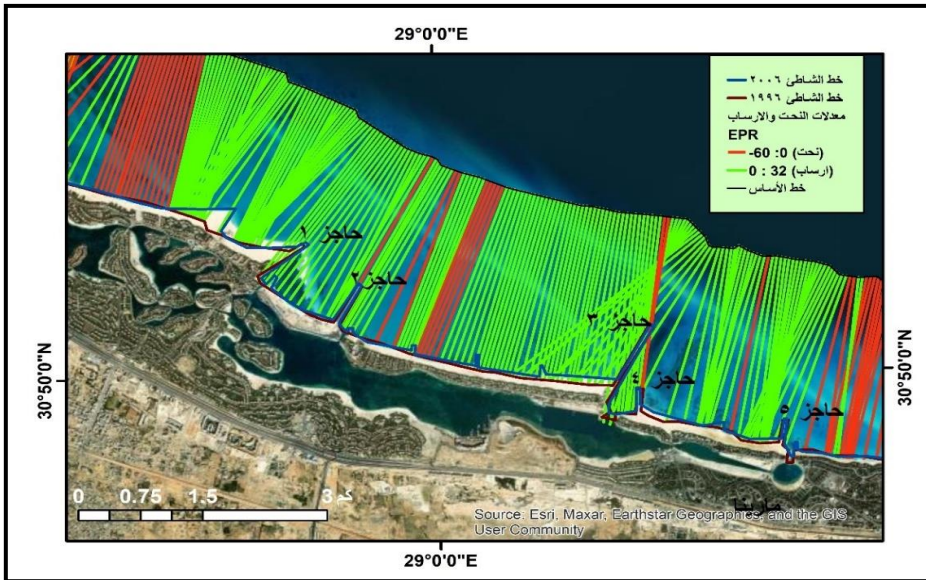 29°0'0"E
خط الشاطئ ٢٠٠٦
خط الشاطئ ١٩٩٦
معدلات النحت والارساب
EPR
-60 :0 (نحت)
0 : 32 (ارساب)
خط الأساس
حاجز ١
حاجز ٢
حاجز ٣
حاجز ٤
حاجز ٥
30°50'0"N
30°50'0"N
0 0.75 1.5 3 كم
Source: Esri, Maxar, Earthstar Geographics, and the GIS
User Community
29°0'0"E